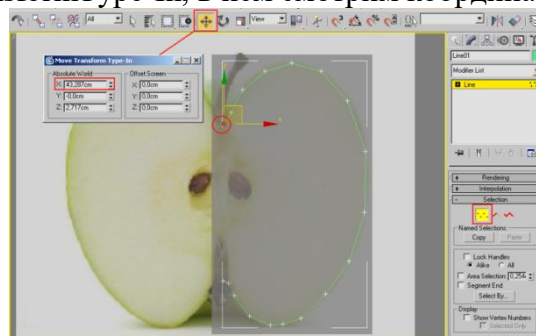 в нем смотрим координа
All
View
Move Transform Type-In
Absolute:World
Offset:Screen
X: 43,287cm
X: 0,0cm
Y: -0,0cm
Y: 0,0cm
Z: 2,717cm
Z: 0,0cm
Line01
Modifier List
Line
Rendering
Interpolation
Selection
Named Selections:
Copy
Paste
Lock Handles
Alike
All
Area Selection: 0,254
Segment End
Select By...
Display
Show Vertex Numbers
Selected Only